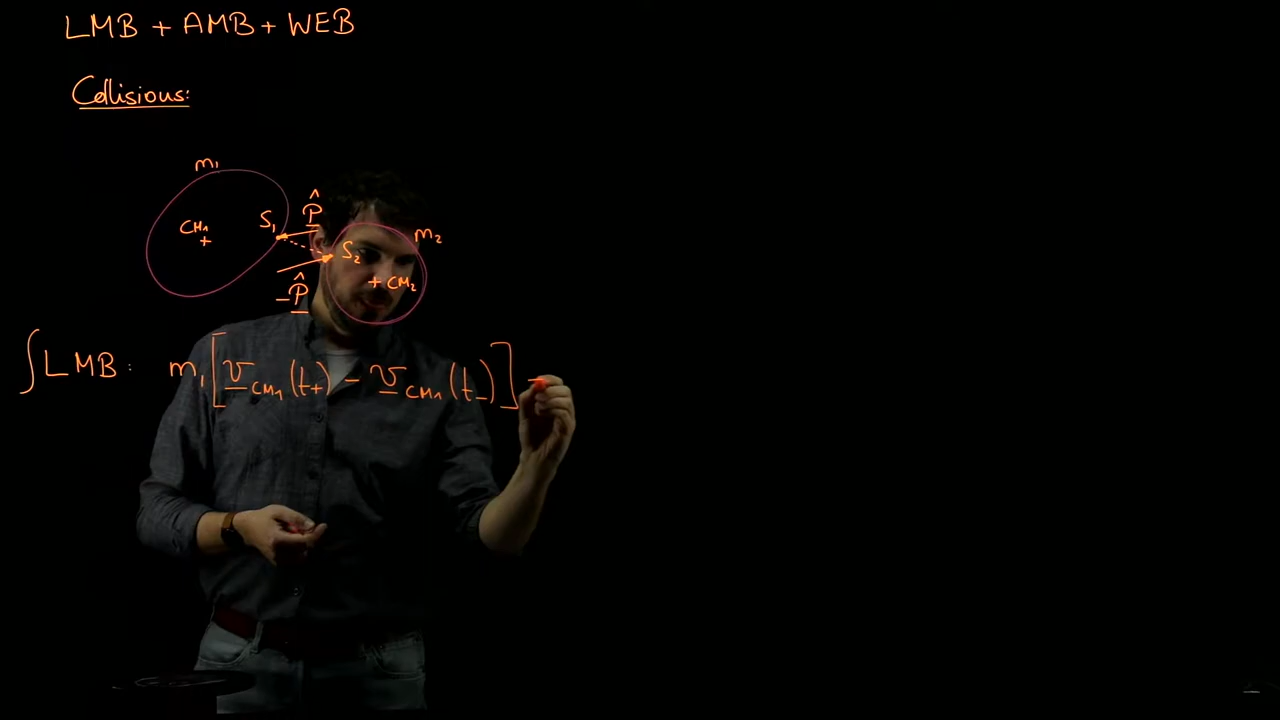 LMB + AMB + WEB
Collisions:
m₁
CM₁
+
S₁
P̂
S₂
m₂
+ CM₂
−P̂
∫LMB: m₁[v_CM₁(t₊) − v_CM₁(t₋)] =